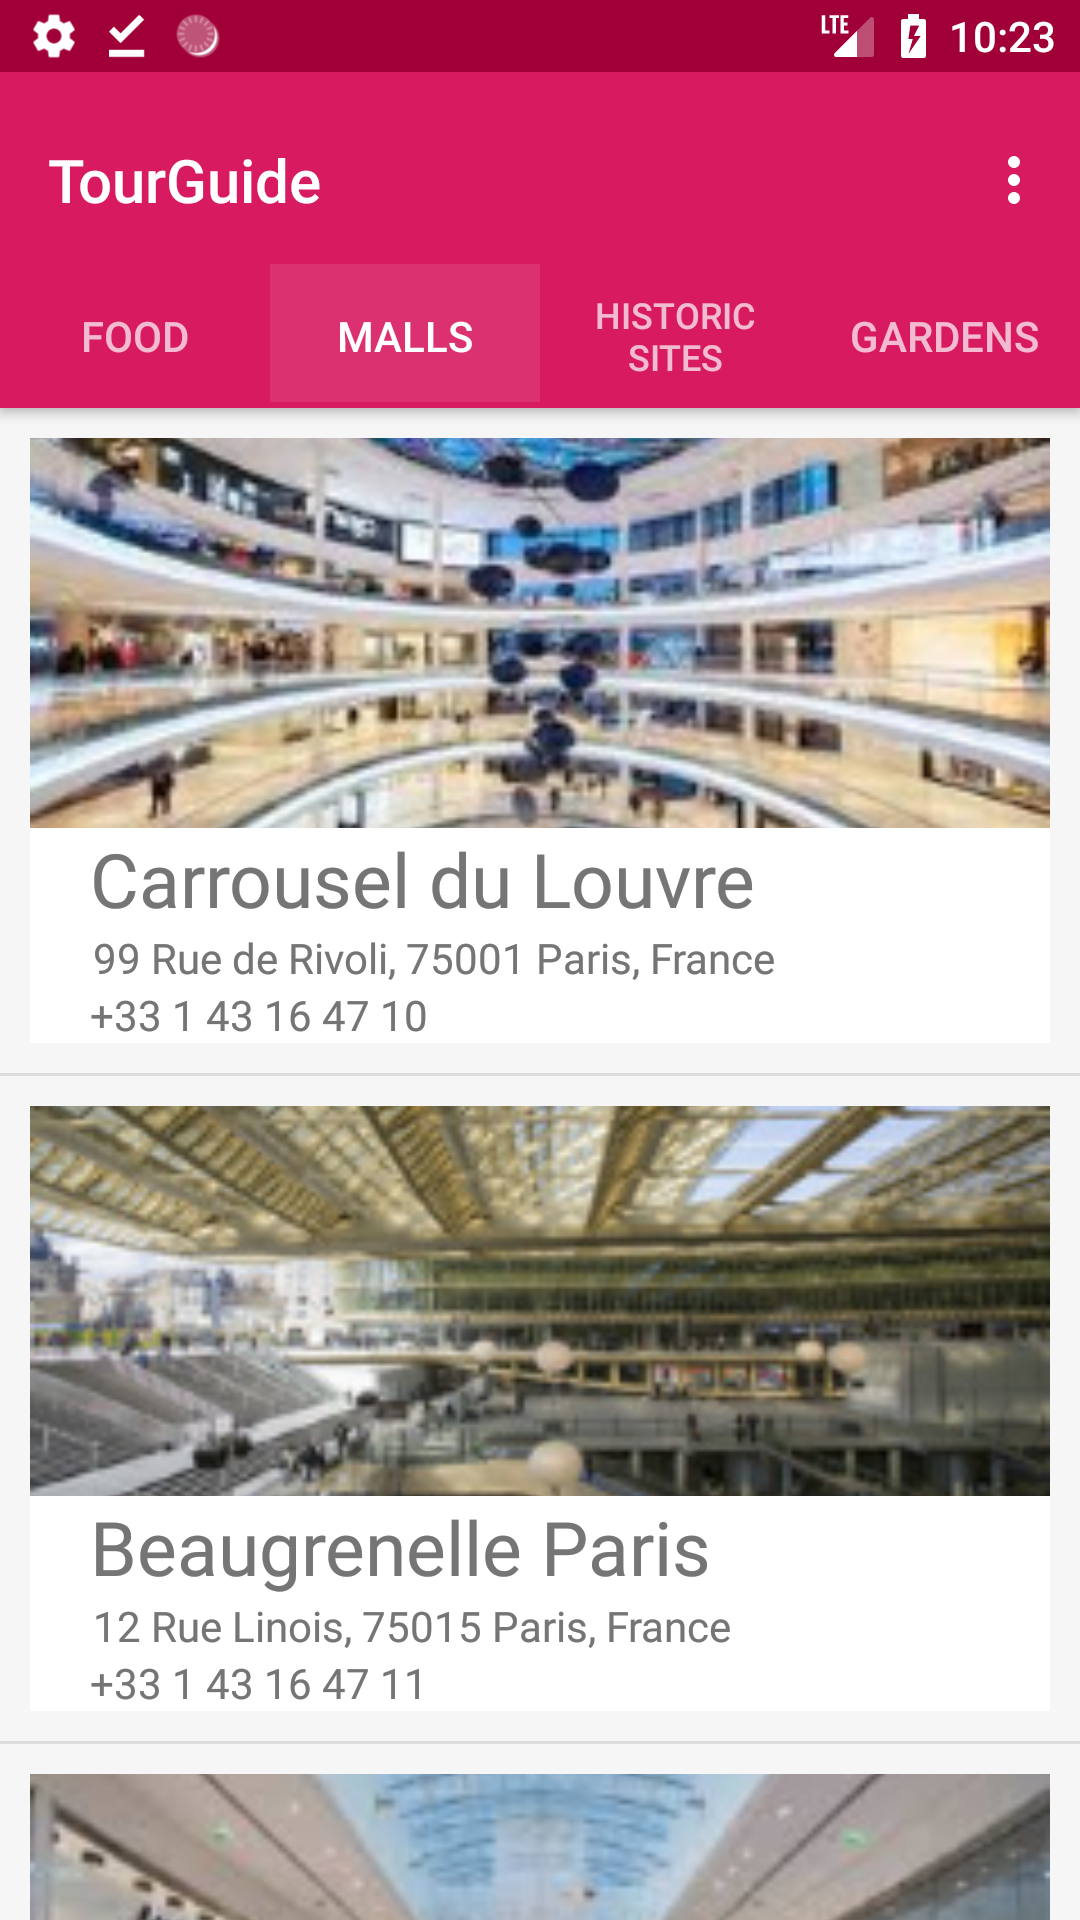 LTE 10:23
TourGuide
FOOD MALLS HISTORIC SITES GARDENS
Carrousel du Louvre
99 Rue de Rivoli, 75001 Paris, France
+33 1 43 16 47 10
Beaugrenelle Paris
12 Rue Linois, 75015 Paris, France
+33 1 43 16 47 11